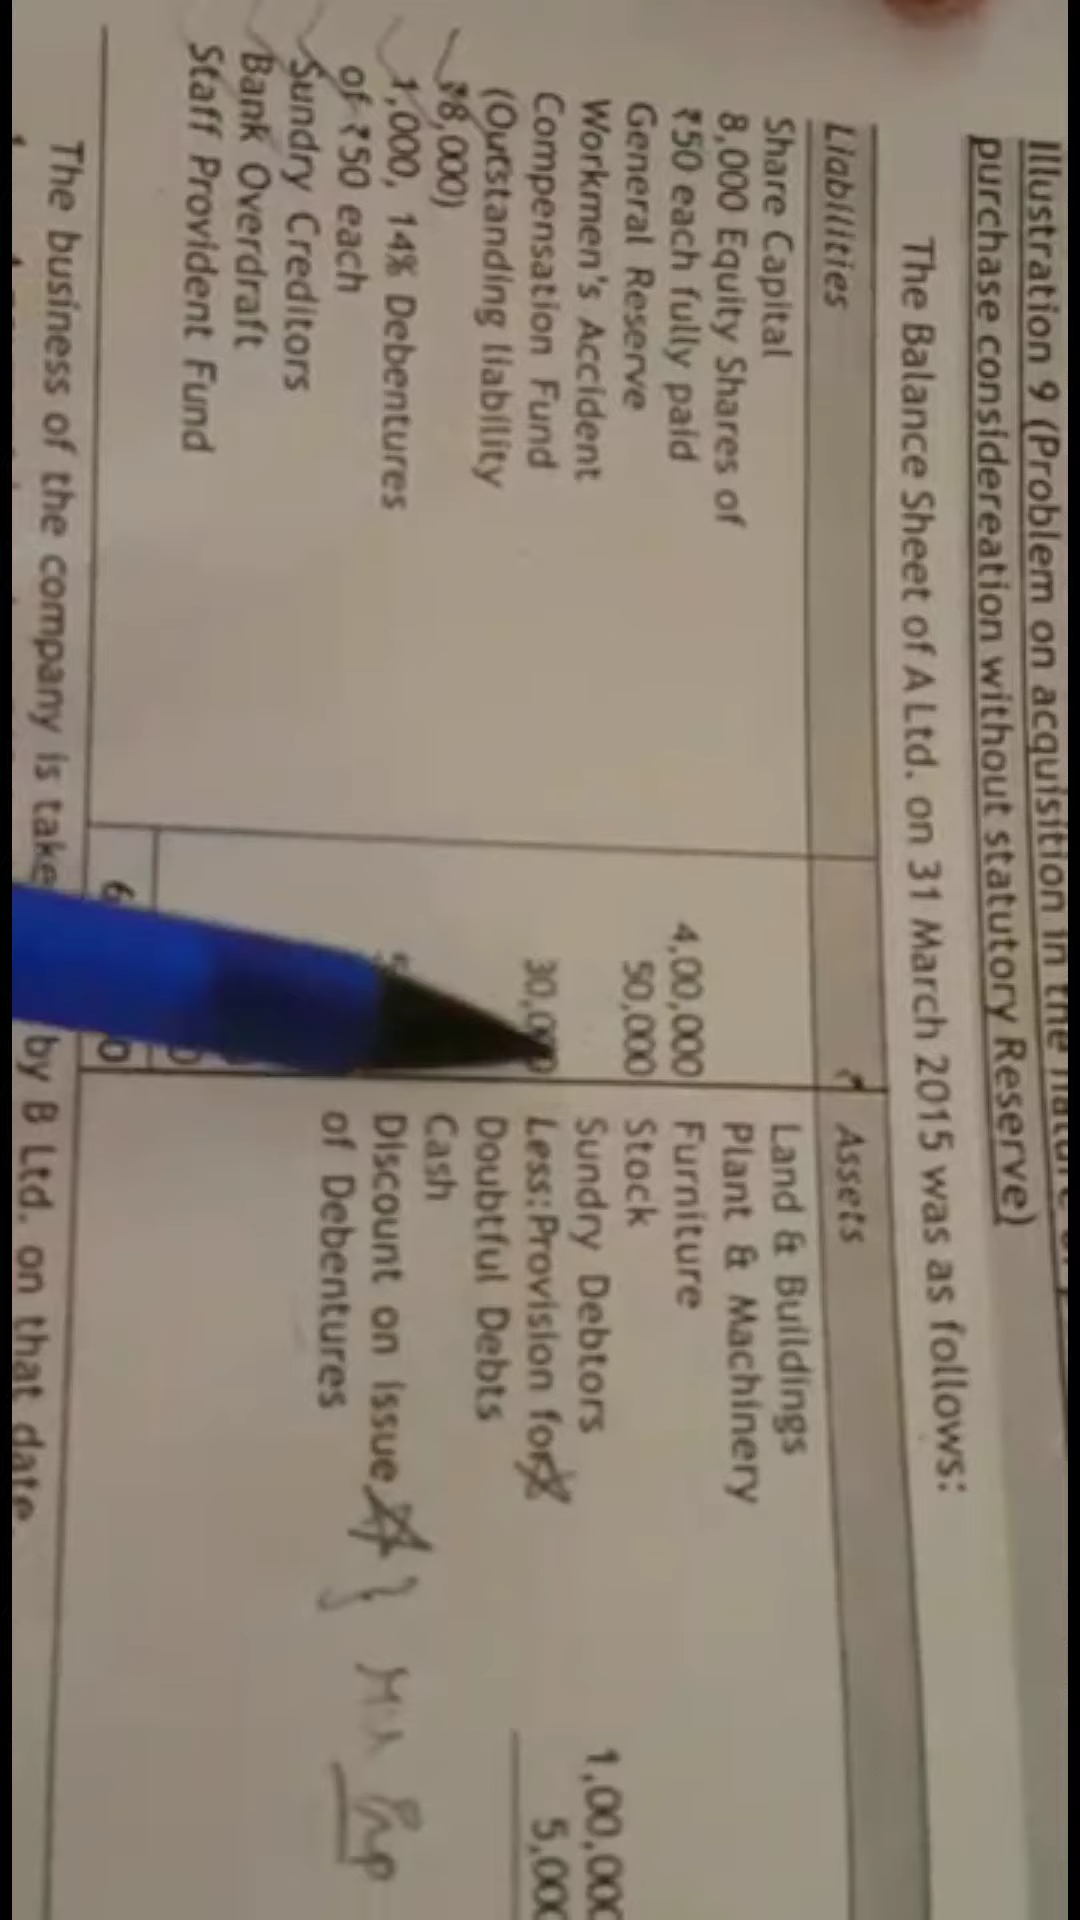 Illustration 9 (Problem on acquisition in the nature
purchase considereation without statutory Reserve)
The Balance Sheet of A Ltd. on 31 March 2015 was as follows:
Liabilities ₹ Assets
Share Capital
8,000 Equity Shares of
₹50 each fully paid 4,00,000
General Reserve 50,000
Workmen's Accident
Compensation Fund 30,000
(Outstanding liability
₹8,000)
1,000, 14% Debentures
of ₹50 each
Sundry Creditors
Bank Overdraft
Staff Provident Fund
Land & Buildings
Plant & Machinery
Furniture
Stock
Sundry Debtors 1,00,000
Less: Provision for 5,000
Doubtful Debts
Cash
Discount on issue
of Debentures
The business of the company is take by B Ltd. on that date.